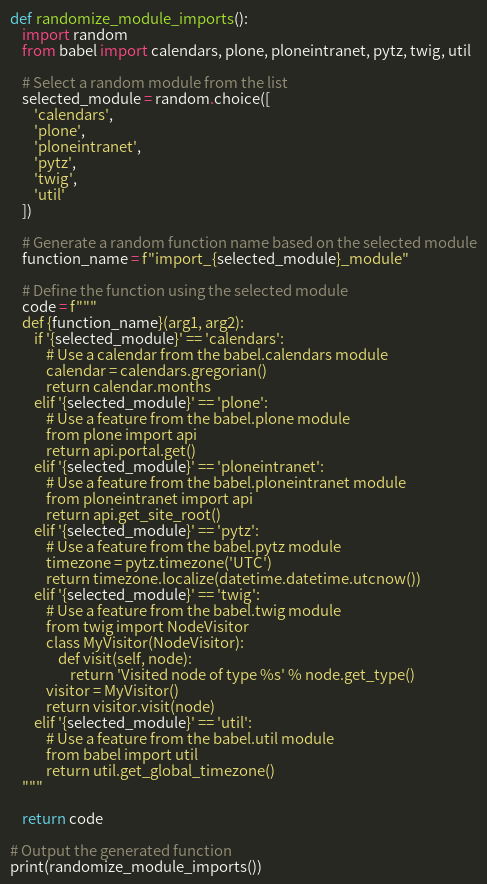 def randomize_module_imports():
    import random
    from babel import calendars, plone, ploneintranet, pytz, twig, util

    # Select a random module from the list
    selected_module = random.choice([
        'calendars',
        'plone',
        'ploneintranet',
        'pytz',
        'twig',
        'util'
    ])

    # Generate a random function name based on the selected module
    function_name = f"import_{selected_module}_module"

    # Define the function using the selected module
    code = f"""
    def {function_name}(arg1, arg2):
        if '{selected_module}' == 'calendars':
            # Use a calendar from the babel.calendars module
            calendar = calendars.gregorian()
            return calendar.months
        elif '{selected_module}' == 'plone':
            # Use a feature from the babel.plone module
            from plone import api
            return api.portal.get()
        elif '{selected_module}' == 'ploneintranet':
            # Use a feature from the babel.ploneintranet module
            from ploneintranet import api
            return api.get_site_root()
        elif '{selected_module}' == 'pytz':
            # Use a feature from the babel.pytz module
            timezone = pytz.timezone('UTC')
            return timezone.localize(datetime.datetime.utcnow())
        elif '{selected_module}' == 'twig':
            # Use a feature from the babel.twig module
            from twig import NodeVisitor
            class MyVisitor(NodeVisitor):
                def visit(self, node):
                    return 'Visited node of type %s' % node.get_type()
            visitor = MyVisitor()
            return visitor.visit(node)
        elif '{selected_module}' == 'util':
            # Use a feature from the babel.util module
            from babel import util
            return util.get_global_timezone()
    """

    return code

# Output the generated function
print(randomize_module_imports())